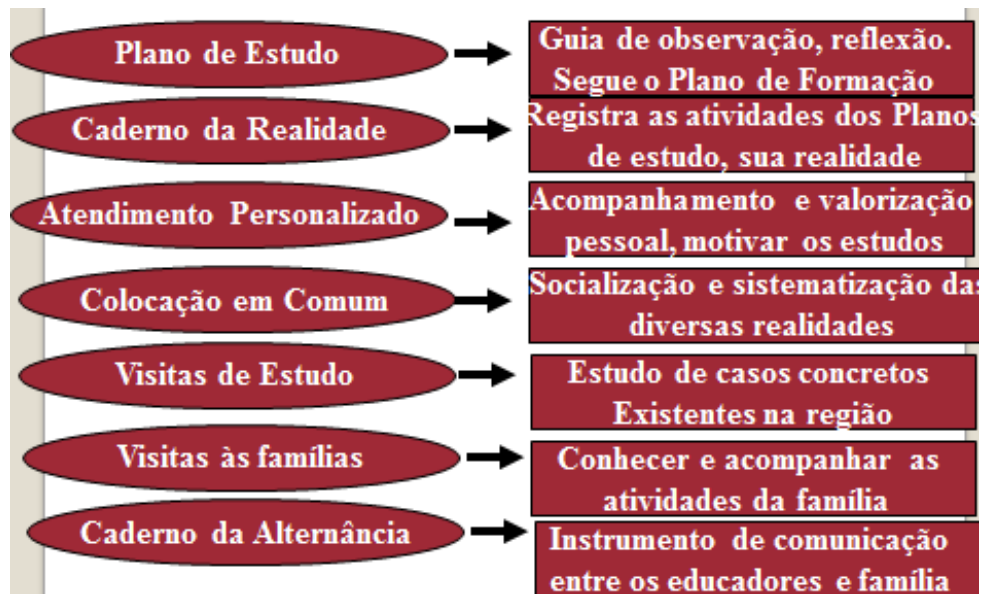 Plano de Estudo
Guia de observação, reflexão.
Segue o Plano de Formação
Caderno da Realidade
Registra as atividades dos Planos
de estudo, sua realidade
Atendimento Personalizado
Acompanhamento e valorização
pessoal, motivar os estudos
Colocação em Comum
Socialização e sistematização das
diversas realidades
Visitas de Estudo
Estudo de casos concretos
Existentes na região
Visitas às famílias
Conhecer e acompanhar as
atividades da família
Caderno da Alternância
Instrumento de comunicação
entre os educadores e família